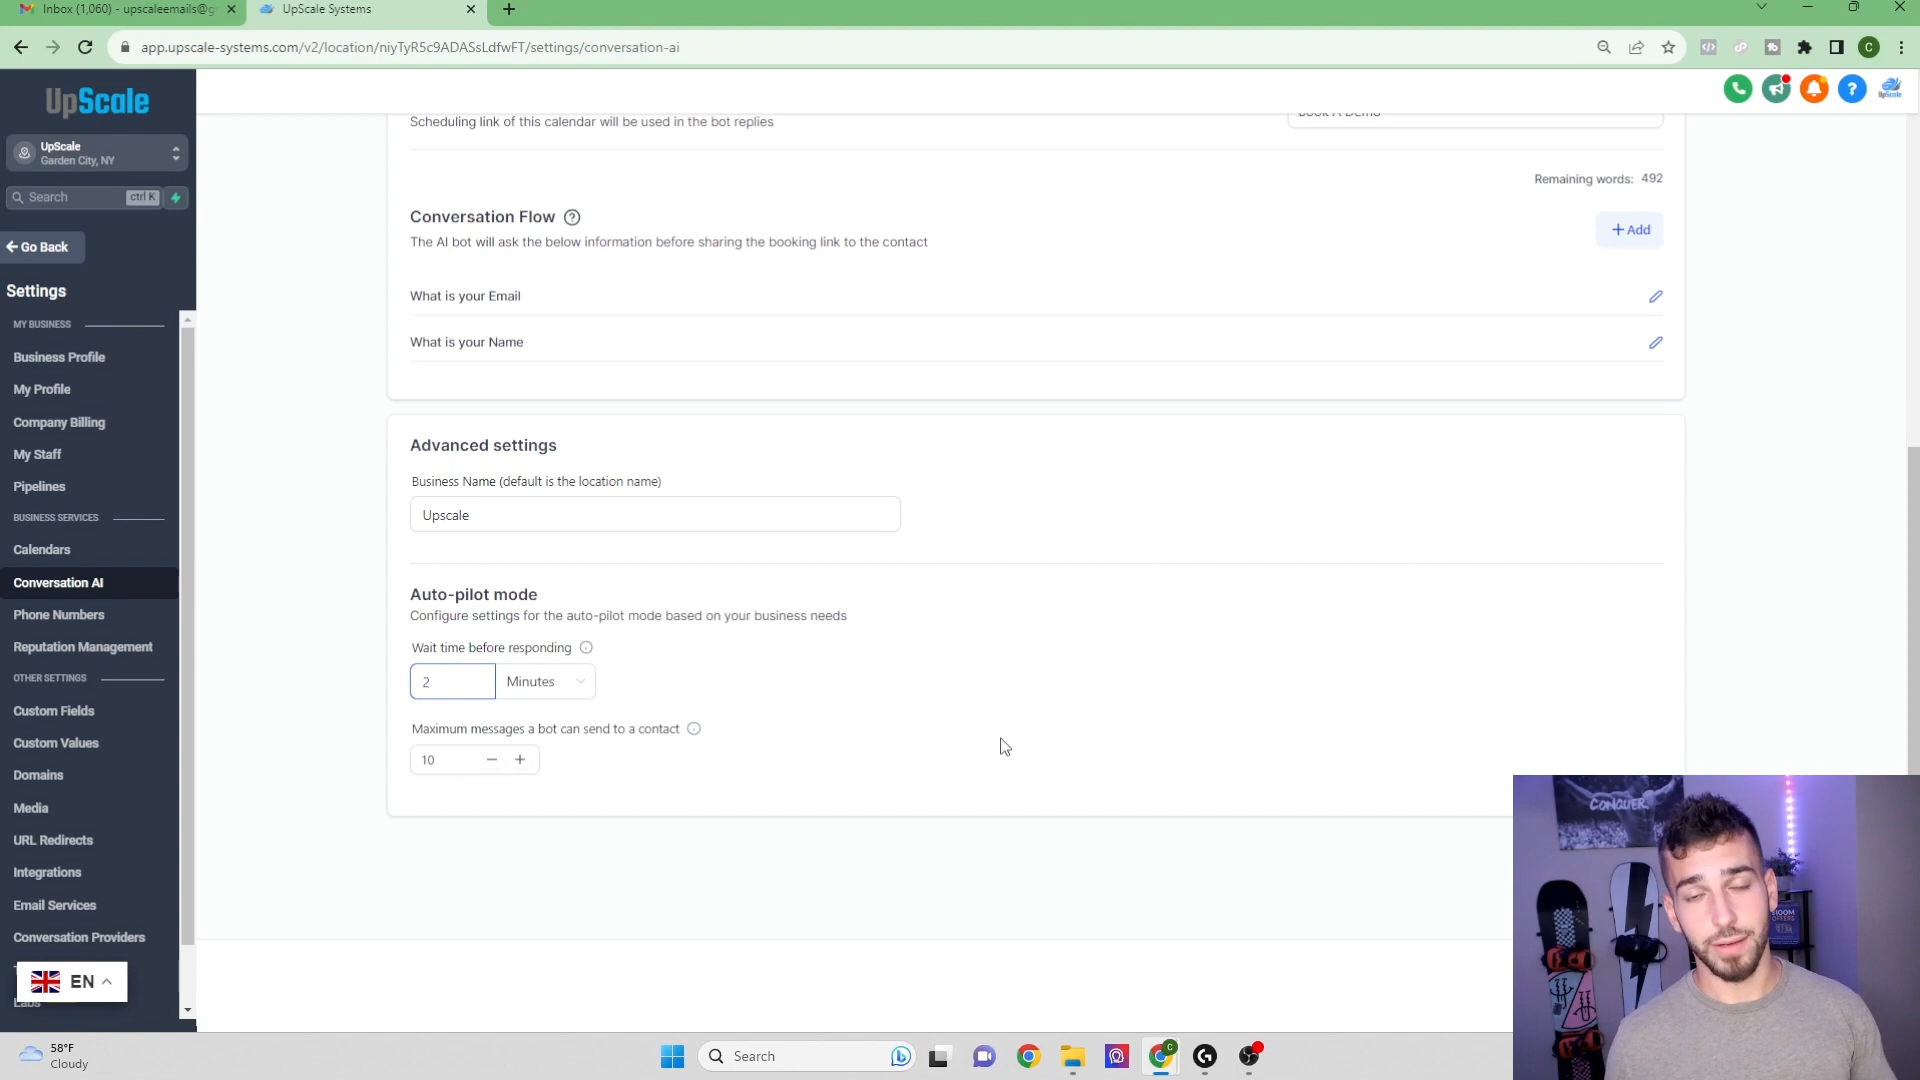 Inbox (1,060) - upscaleemails@g
UpScale Systems
app.upscale-systems.com/v2/location/niyTyR5c9ADASsLdfwFT/settings/conversation-ai
C
UpScale
UpScale
Garden City, NY
Search
ctrl K
Go Back
Settings
MY BUSINESS
Business Profile
My Profile
Company Billing
My Staff
Pipelines
BUSINESS SERVICES
Calendars
Conversation AI
Phone Numbers
Reputation Management
OTHER SETTINGS
Custom Fields
Custom Values
Domains
Media
URL Redirects
Integrations
Email Services
Conversation Providers
EN
Labs
Scheduling link of this calendar will be used in the bot replies
Book A Demo
Remaining words: 492
Conversation Flow
+ Add
The AI bot will ask the below information before sharing the booking link to the contact
What is your Email
What is your Name
Advanced settings
Business Name (default is the location name)
Upscale
Auto-pilot mode
Configure settings for the auto-pilot mode based on your business needs
Wait time before responding
2
Minutes
Maximum messages a bot can send to a contact
10
CONQUER
$100M
OFFERS
58°F
Cloudy
Search